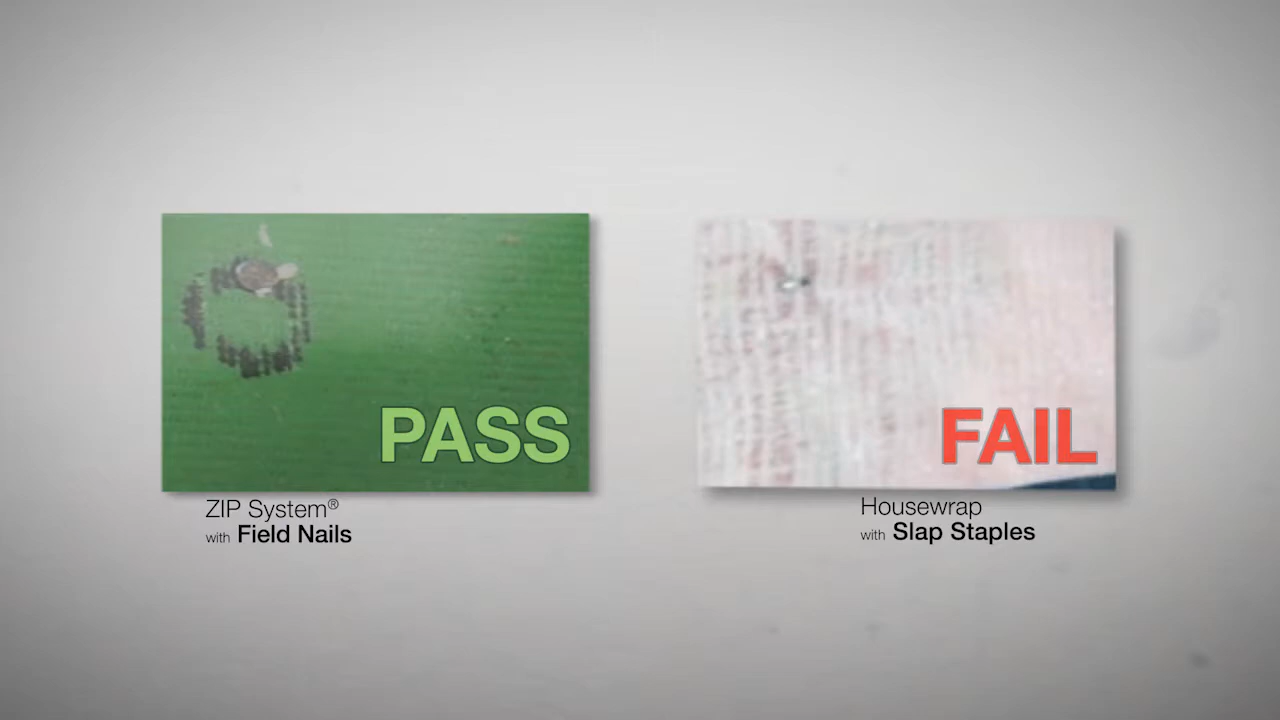 PASS
ZIP System®
with Field Nails
FAIL
Housewrap
with Slap Staples